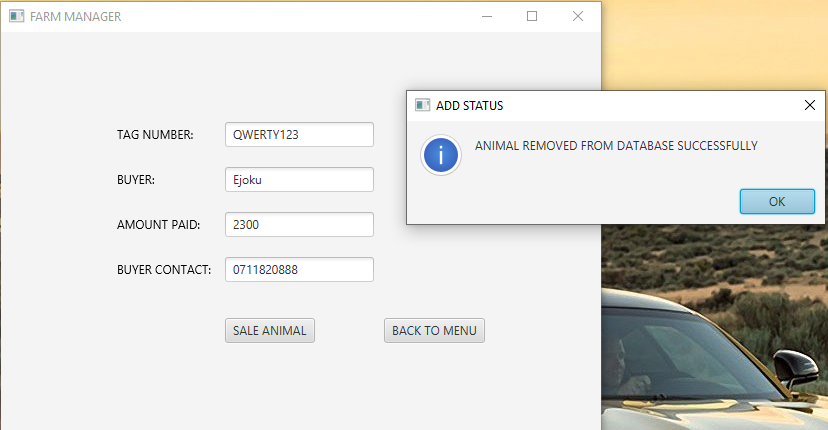 FARM MANAGER
TAG NUMBER: QWERTY123
BUYER: Ejoku
AMOUNT PAID: 2300
BUYER CONTACT: 0711820888
SALE ANIMAL BACK TO MENU
ADD STATUS
ANIMAL REMOVED FROM DATABASE SUCCESSFULLY
OK